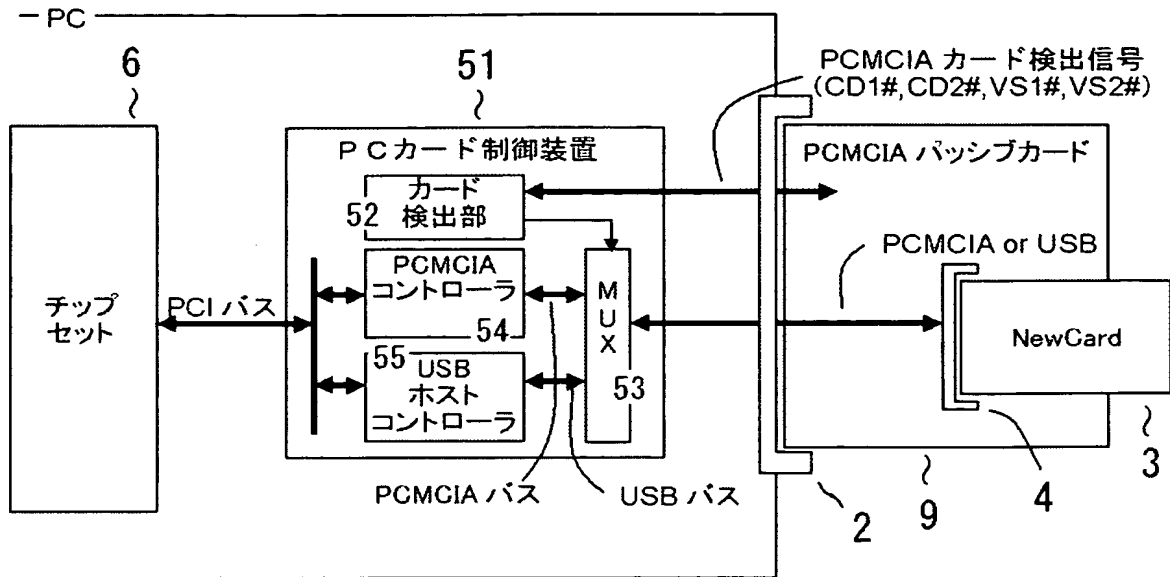 PC
6
51
PCMCIA カード検出信号
(CD1#,CD2#,VS1#,VS2#)
PCカード制御装置
カード
検出部
52
PCMCIA パッシブカード
PCMCIA
コントローラ
54
MUX
53
PCMCIA or USB
チップ
セット
PCI バス
55
USB
ホスト
コントローラ
NewCard
PCMCIA バス
USB バス
2
9
4
3